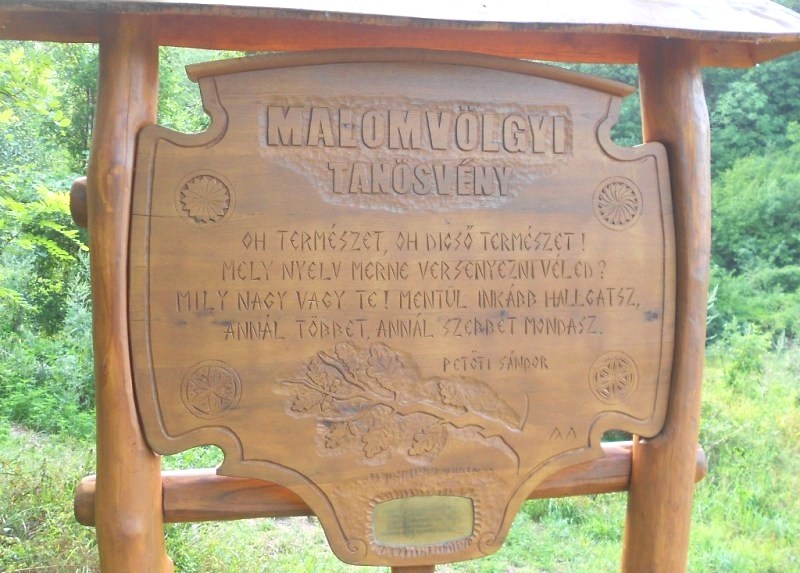 MALOMVÖLGYI
TANÖSVÉNY
OH TERMÉSZET, OH DICSŐ TERMÉSZET!
MELY NYELV MERNE VERSENYEZNI VÉLED?
MILY NAGY VAGY TE! MENTÜL INKÁBB HALLGATSZ,
ANNÁL TÖBBET, ANNÁL SZEBBET MONDASZ.
PETŐFI SÁNDOR